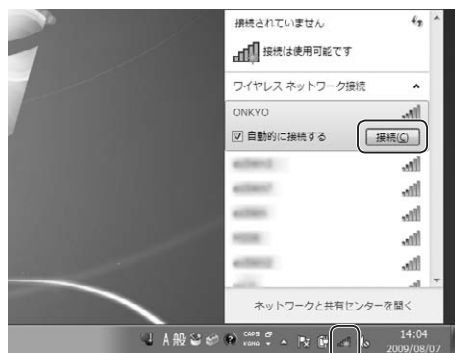 接続されていません
接続は使用可能です
ワイヤレス ネットワーク接続
ONKYO
自動的に接続する
接続(C)
ネットワークと共有センターを開く
A 般 CAPS KANA
14:04
2009/08/07